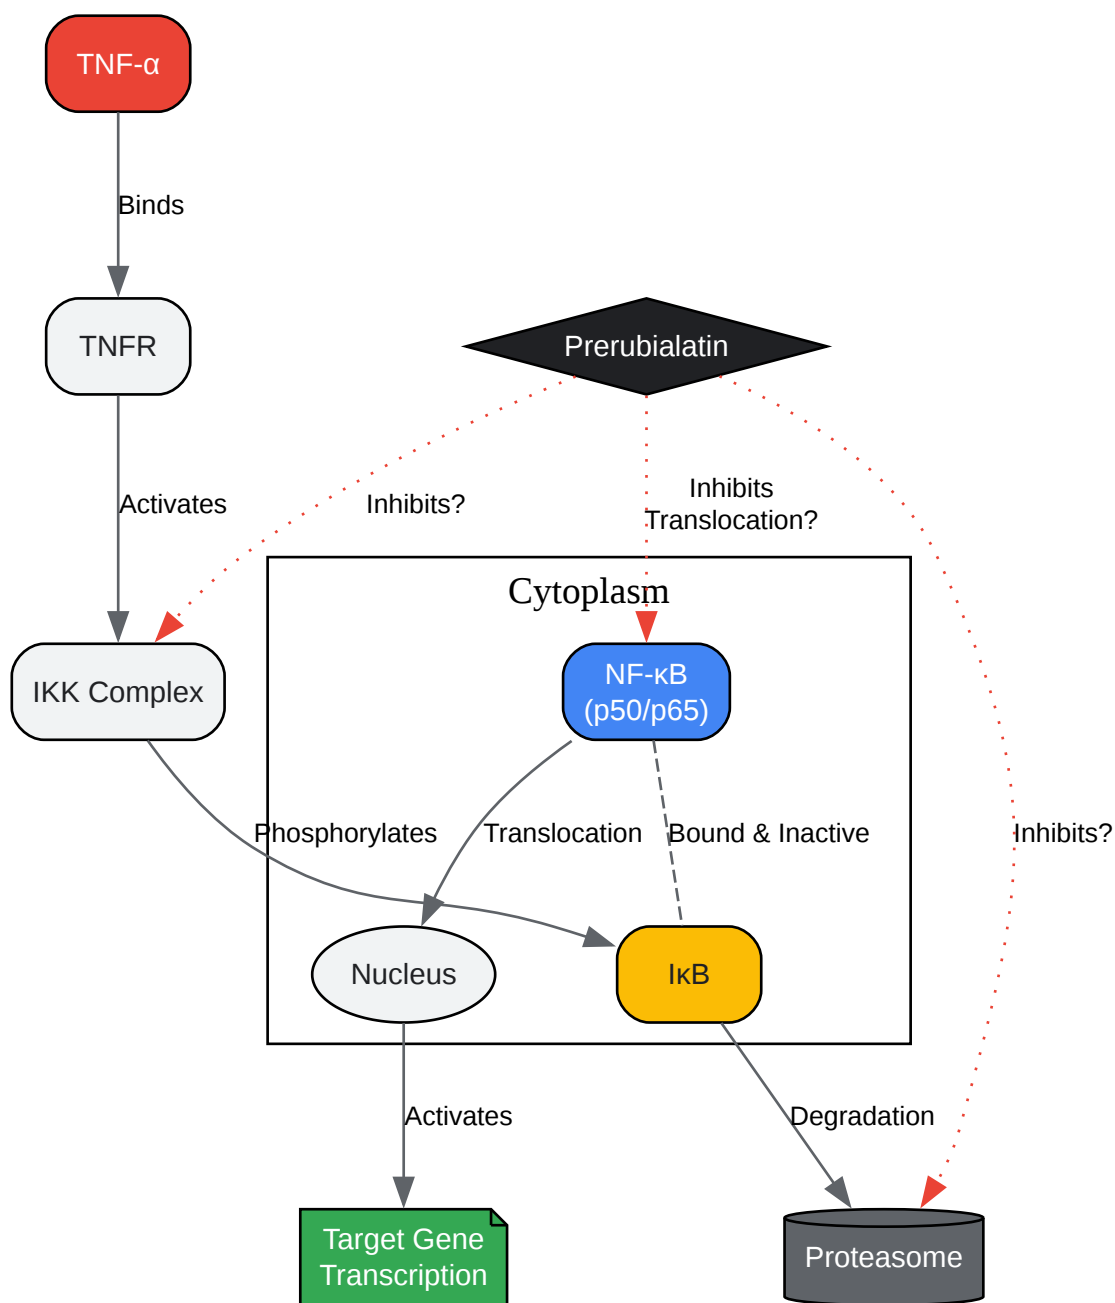 TNF-α
Binds
TNFR
Prerubialatin
Activates
Inhibits?
Inhibits
Translocation?
Cytoplasm
IKK Complex
NF-κB
(p50/p65)
Phosphorylates
Translocation
Bound & Inactive
Inhibits?
Nucleus
IκB
Activates
Degradation
Target Gene
Transcription
Proteasome